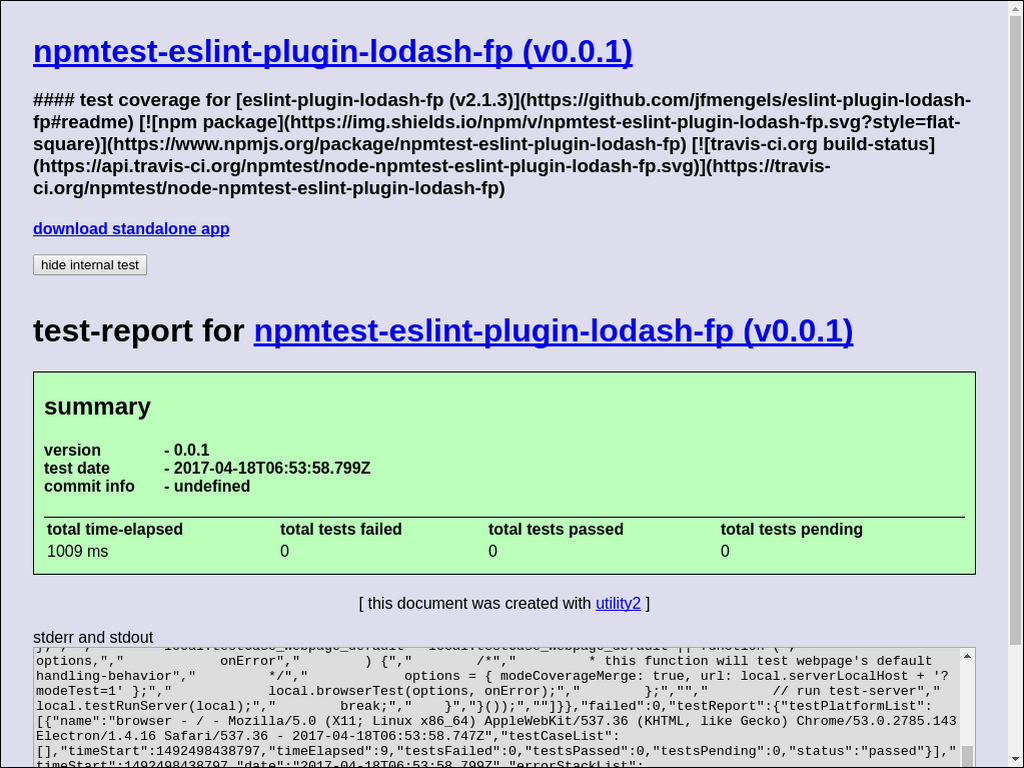 npmtest-eslint-plugin-lodash-fp (v0.0.1)
#### test coverage for [eslint-plugin-lodash-fp (v2.1.3)](https://github.com/jfmengels/eslint-plugin-lodash-
fp#readme) [![npm package](https://img.shields.io/npm/v/npmtest-eslint-plugin-lodash-fp.svg?style=flat-
square)](https://www.npmjs.org/package/npmtest-eslint-plugin-lodash-fp) [![travis-ci.org build-status]
(https://api.travis-ci.org/npmtest/node-npmtest-eslint-plugin-lodash-fp.svg)](https://travis-
ci.org/npmtest/node-npmtest-eslint-plugin-lodash-fp)
download standalone app
hide internal test
test-report for npmtest-eslint-plugin-lodash-fp (v0.0.1)
summary
version - 0.0.1
test date - 2017-04-18T06:53:58.799Z
commit info - undefined
total time-elapsed total tests failed total tests passed total tests pending
1009 ms 0 0 0
[ this document was created with utility2 ]
stderr and stdout
options,"," onError"," ) {"," /*"," * this function will test webpage's default
handling-behavior"," */"," options = { modeCoverageMerge: true, url: local.serverLocalHost + '?
modeTest=1' };"," local.browserTest(options, onError);"," };",""," // run test-server","
local.testRunServer(local);"," break;"," }","}());",""]}},"failed":0,"testReport":{"testPlatformList":
[{"name":"browser - / - Mozilla/5.0 (X11; Linux x86_64) AppleWebKit/537.36 (KHTML, like Gecko) Chrome/53.0.2785.143
Electron/1.4.16 Safari/537.36 - 2017-04-18T06:53:58.747Z","testCaseList":
[],"timeStart":1492498438797,"timeElapsed":9,"testsFailed":0,"testsPassed":0,"testsPending":0,"status":"passed"}],"
timeStart":1492498438797,"date":"2017-04-18T06:53:58.799Z","errorStackList":